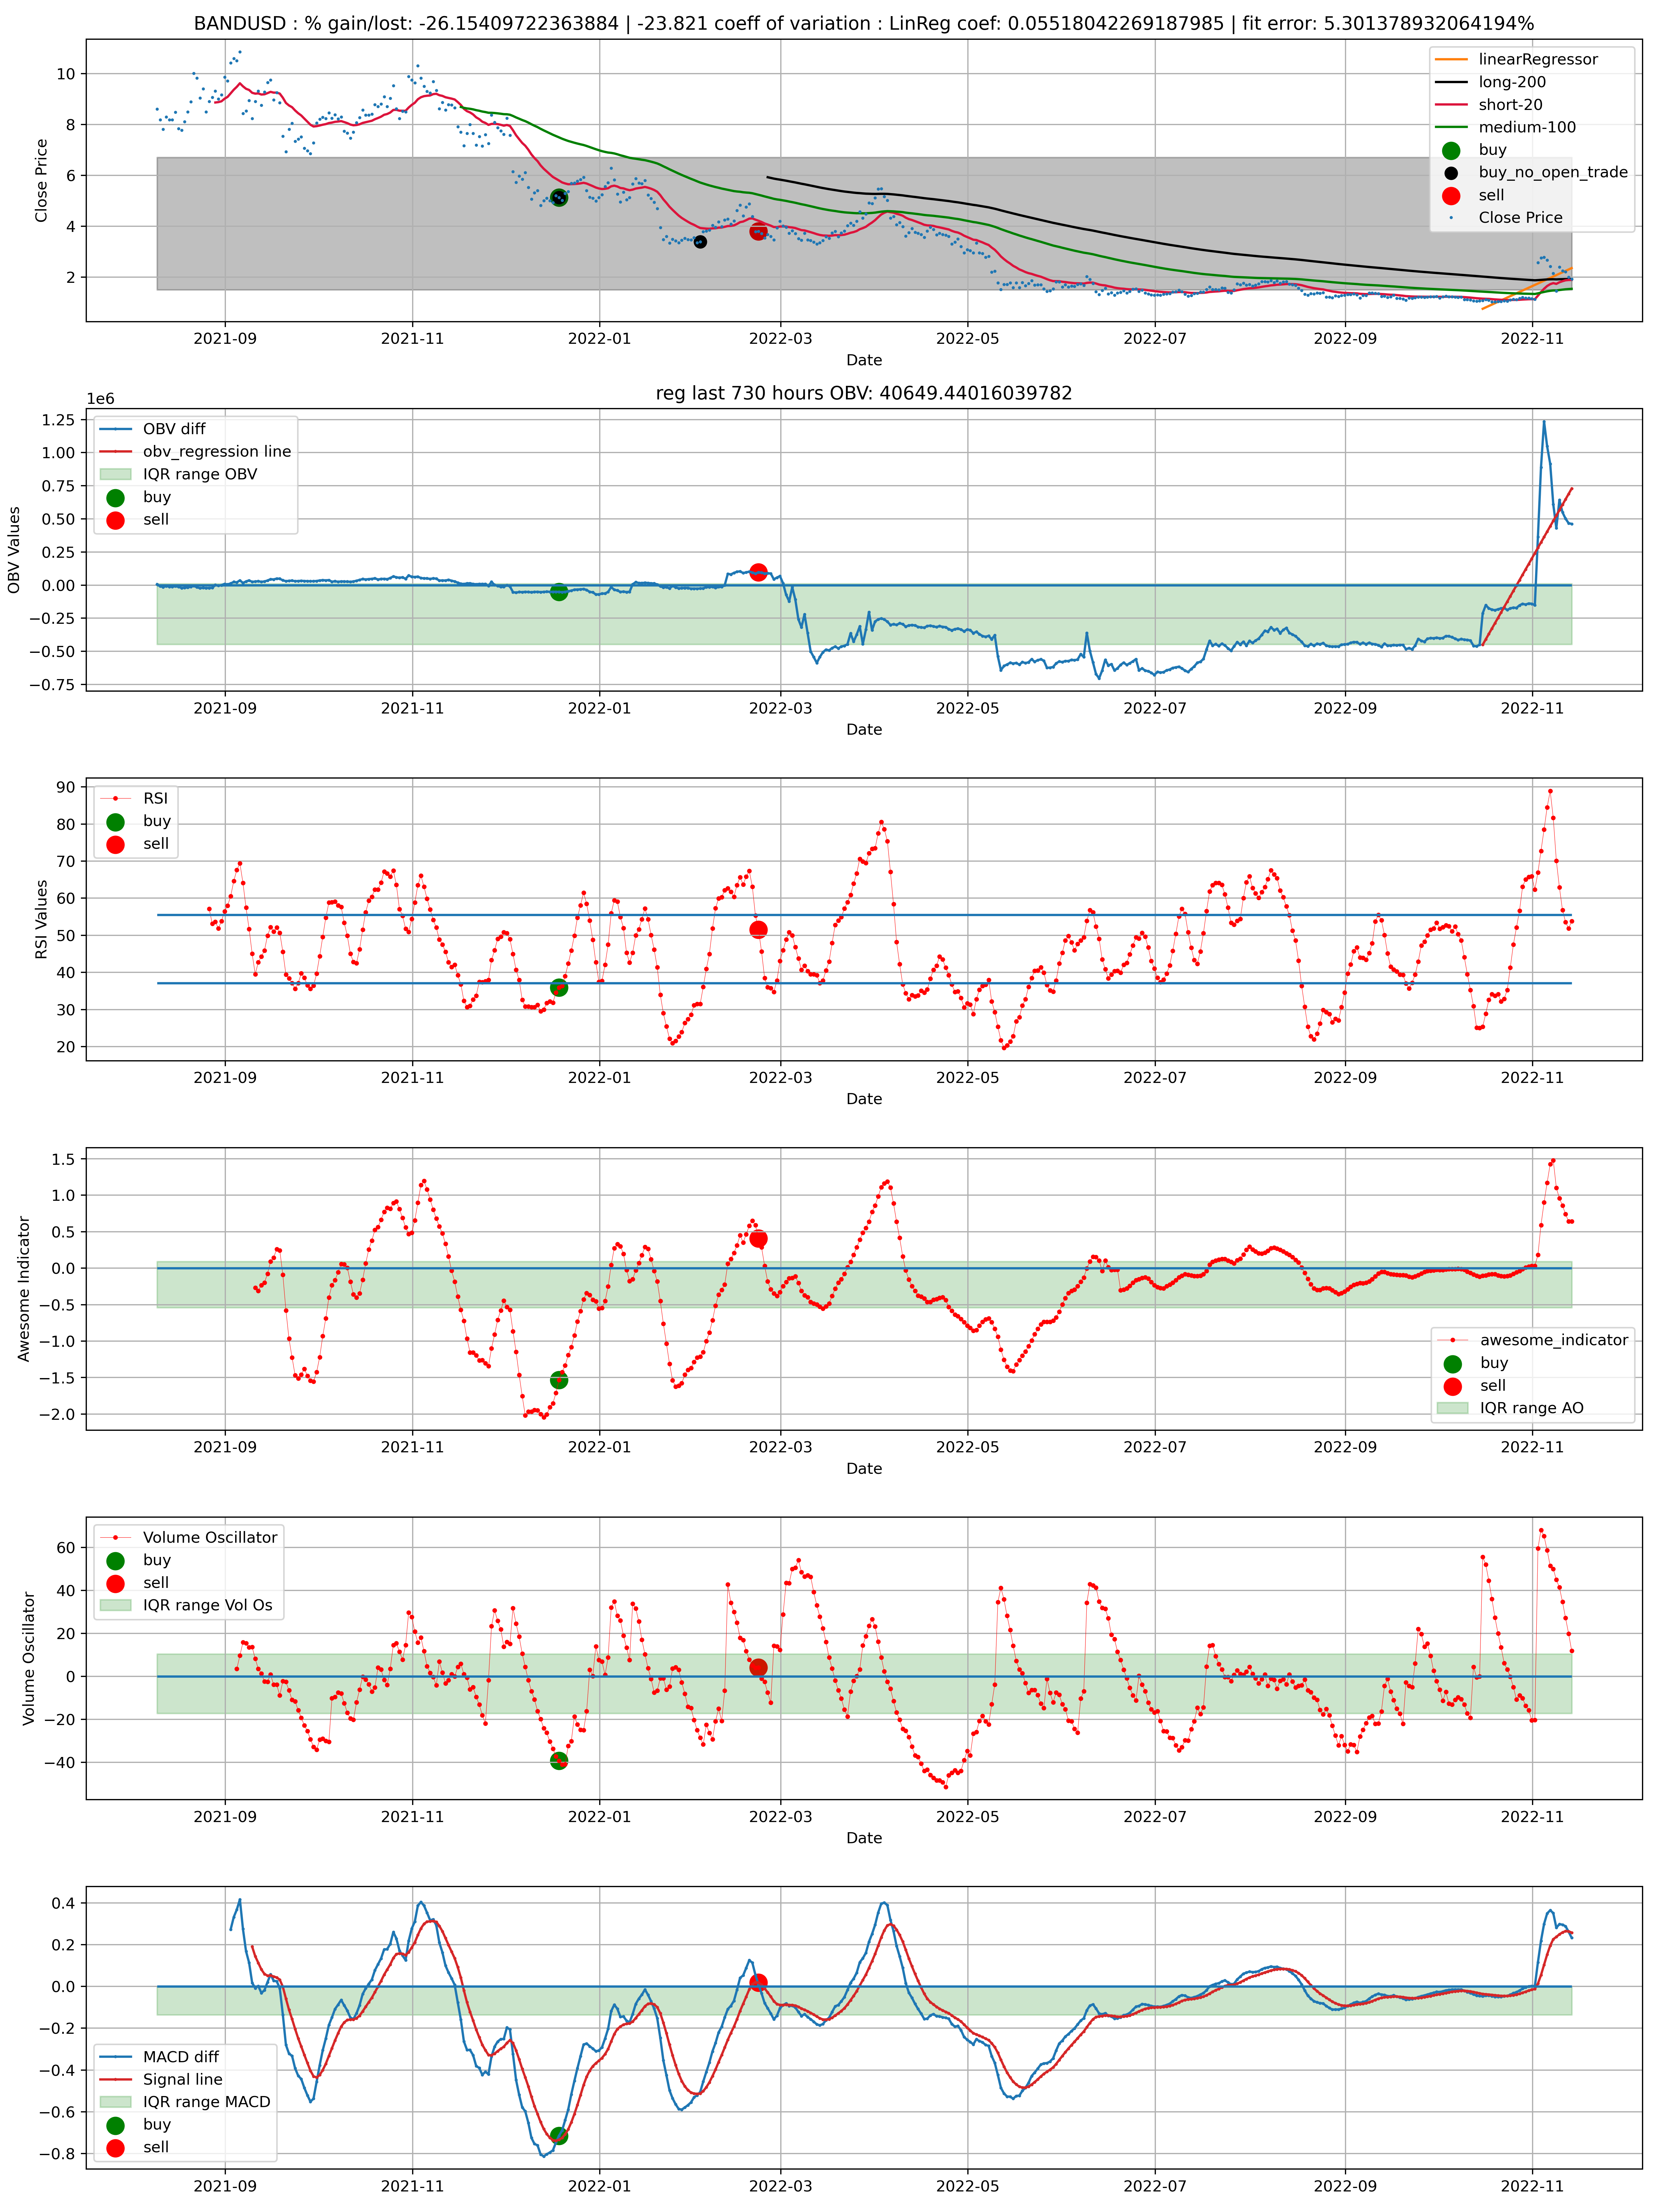 BANDUSD : % gain/lost: -26.15409722363884 | -23.821 coeff of variation : LinReg coef: 0.05518042269187985 | fit error: 5.301378932064194%
Close Price
10
8
6
4
2
linearRegressor
long-200
short-20
medium-100
buy
buy_no_open_trade
sell
Close Price
2021-09 2021-11 2022-01 2022-03 2022-05 2022-07 2022-09 2022-11
Date
reg last 730 hours OBV: 40649.44016039782
1e6
OBV Values
1.25
1.00
0.75
0.50
0.25
0.00
−0.25
−0.50
−0.75
OBV diff
obv_regression line
IQR range OBV
buy
sell
2021-09 2021-11 2022-01 2022-03 2022-05 2022-07 2022-09 2022-11
Date
RSI Values
90
80
70
60
50
40
30
20
RSI
buy
sell
2021-09 2021-11 2022-01 2022-03 2022-05 2022-07 2022-09 2022-11
Date
Awesome Indicator
1.5
1.0
0.5
0.0
−0.5
−1.0
−1.5
−2.0
awesome_indicator
buy
sell
IQR range AO
2021-09 2021-11 2022-01 2022-03 2022-05 2022-07 2022-09 2022-11
Date
Volume Oscillator
60
40
20
0
−20
−40
Volume Oscillator
buy
sell
IQR range Vol Os
2021-09 2021-11 2022-01 2022-03 2022-05 2022-07 2022-09 2022-11
Date
0.4
0.2
0.0
−0.2
−0.4
−0.6
−0.8
MACD diff
Signal line
IQR range MACD
buy
sell
2021-09 2021-11 2022-01 2022-03 2022-05 2022-07 2022-09 2022-11